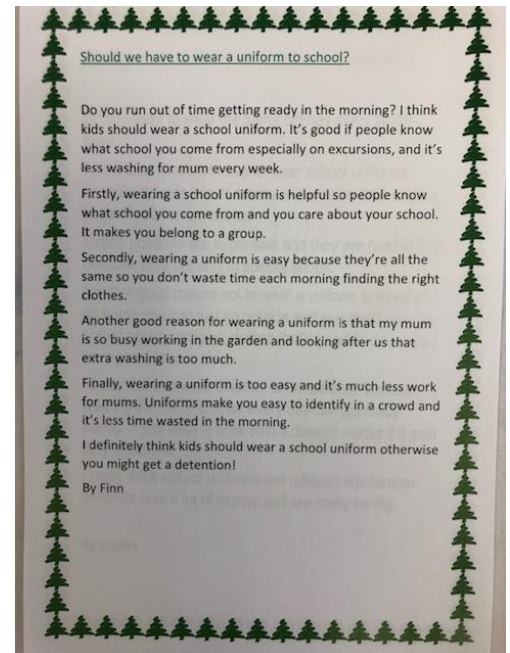 Should we have to wear a uniform to school?
Do you run out of time getting ready in the morning? I think
kids should wear a school uniform. It's good if people know
what school you come from especially on excursions, and it's
less washing for mum every week.
Firstly, wearing a school uniform is helpful so people know
what school you come from and you care about your school.
It makes you belong to a group.
Secondly, wearing a uniform is easy because they're all the
same so you don't waste time each morning finding the right
clothes.
Another good reason for wearing a uniform is that my mum
is so busy working in the garden and looking after us that
extra washing is too much.
Finally, wearing a uniform is too easy and it's much less work
for mums. Uniforms make you easy to identify in a crowd and
it's less time wasted in the morning.
I definitely think kids should wear a school uniform otherwise
you might get a detention!
By Finn